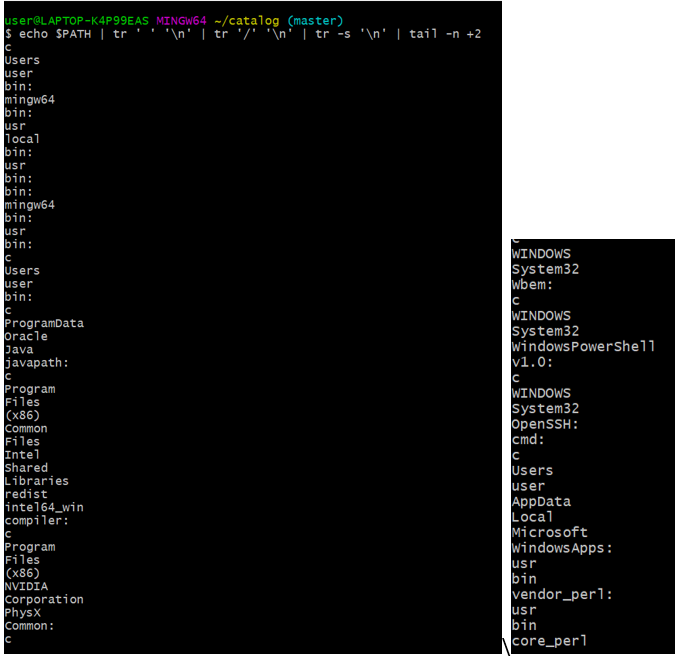 user@LAPTOP-K4P99EAS MINGW64 ~/catalog (master)
$ echo $PATH | tr ' ' '\n' | tr '/' '\n' | tr -s '\n' | tail -n +2
c
Users
user
bin:
mingw64
bin:
usr
local
bin:
usr
bin:
bin:
mingw64
bin:
usr
bin:
c
Users
user
bin:
c
ProgramData
Oracle
Java
javapath:
c
Program
Files
(x86)
Common
Files
Intel
Shared
Libraries
redist
intel64_win
compiler:
c
Program
Files
(x86)
NVIDIA
Corporation
PhysX
Common:
c
\
c
WINDOWS
System32
Wbem:
c
WINDOWS
System32
WindowsPowerShell
v1.0:
c
WINDOWS
System32
OpenSSH:
cmd:
c
Users
user
AppData
Local
Microsoft
WindowsApps:
usr
bin
vendor_perl:
usr
bin
core_perl